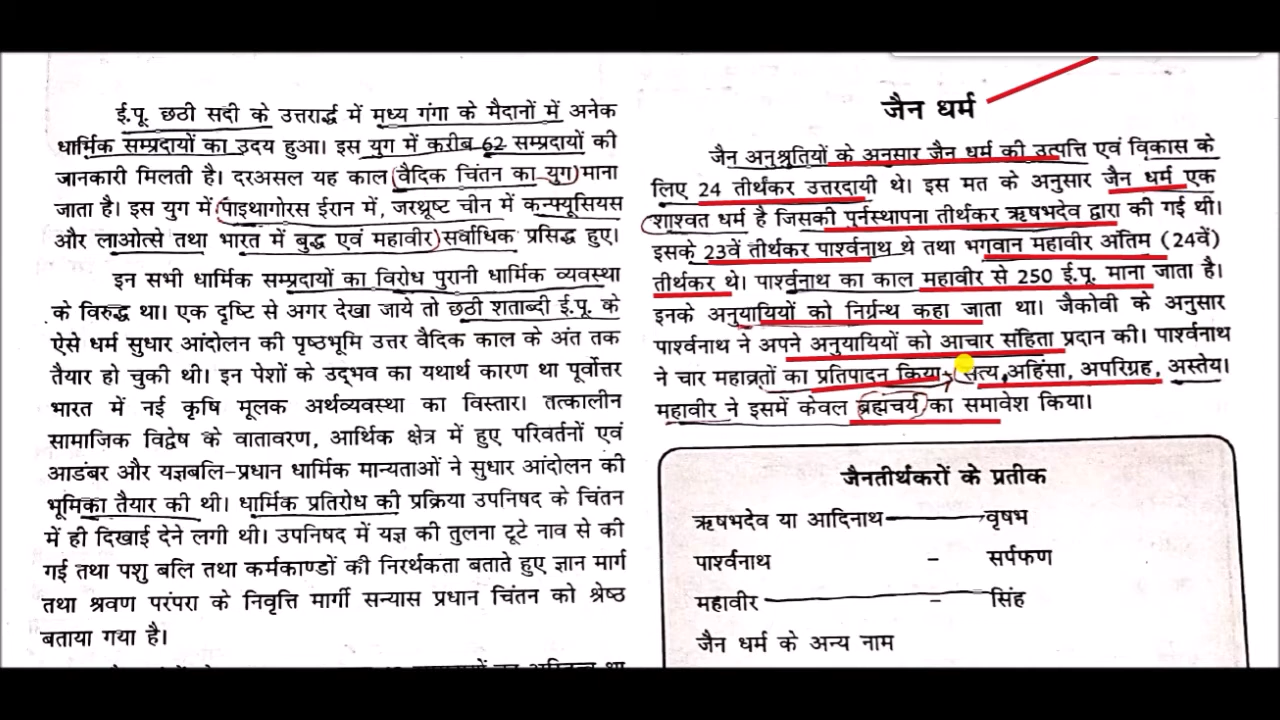 ई.पू. छठी सदी के उत्तरार्द्ध में मध्य गंगा के मैदानों में अनेक
धार्मिक सम्प्रदायों का उदय हुआ। इस युग में करीब 62 सम्प्रदायों की
जानकारी मिलती है। दरअसल यह काल वैदिक चिंतन का युग माना
जाता है। इस युग में पाइथागोरस ईरान में, जरथ्रूष्ट चीन में कन्फ्यूसियस
और लाओत्से तथा भारत में बुद्ध एवं महावीर सर्वाधिक प्रसिद्ध हुए।
इन सभी धार्मिक सम्प्रदायों का विरोध पुरानी धार्मिक व्यवस्था
के विरुद्ध था। एक दृष्टि से अगर देखा जाये तो छठी शताब्दी ई.पू. के
ऐसे धर्म सुधार आंदोलन की पृष्ठभूमि उत्तर वैदिक काल के अंत तक
तैयार हो चुकी थी। इन पेशों के उद्भव का यथार्थ कारण था पूर्वोत्तर
भारत में नई कृषि मूलक अर्थव्यवस्था का विस्तार। तत्कालीन
सामाजिक विद्वेष के वातावरण, आर्थिक क्षेत्र में हुए परिवर्तनों एवं
आडंबर और यज्ञबलि-प्रधान धार्मिक मान्यताओं ने सुधार आंदोलन की
भूमिका तैयार की थी। धार्मिक प्रतिरोध की प्रक्रिया उपनिषद के चिंतन
में ही दिखाई देने लगी थी। उपनिषद में यज्ञ की तुलना टूटे नाव से की
गई तथा पशु बलि तथा कर्मकाण्डों की निरर्थकता बताते हुए ज्ञान मार्ग
तथा श्रवण परंपरा के निवृत्ति मार्गी सन्यास प्रधान चिंतन को श्रेष्ठ
बताया गया है।
जैन धर्म
जैन अनुश्रुतियों के अनुसार जैन धर्म की उत्पत्ति एवं विकास के
लिए 24 तीर्थंकर उत्तरदायी थे। इस मत के अनुसार जैन धर्म एक
शाश्वत धर्म है जिसकी पुर्नस्थापना तीर्थंकर ऋषभदेव द्वारा की गई थी।
इसके 23वें तीर्थंकर पार्श्वनाथ थे तथा भगवान महावीर अंतिम (24वें)
तीर्थंकर थे। पार्श्वनाथ का काल महावीर से 250 ई.पू. माना जाता है।
इनके अनुयायियों को निर्ग्रन्थ कहा जाता था। जैकोवी के अनुसार
पार्श्वनाथ ने अपने अनुयायियों को आचार संहिता प्रदान की। पार्श्वनाथ
ने चार महाव्रतों का प्रतिपादन किया- सत्य, अहिंसा, अपरिग्रह, अस्तेय।
महावीर ने इसमें केवल ब्रह्मचर्य का समावेश किया।
जैनतीर्थकरों के प्रतीक
ऋषभदेव या आदिनाथ वृषभ
पार्श्वनाथ – सर्पफण
महावीर – सिंह
जैन धर्म के अन्य नाम